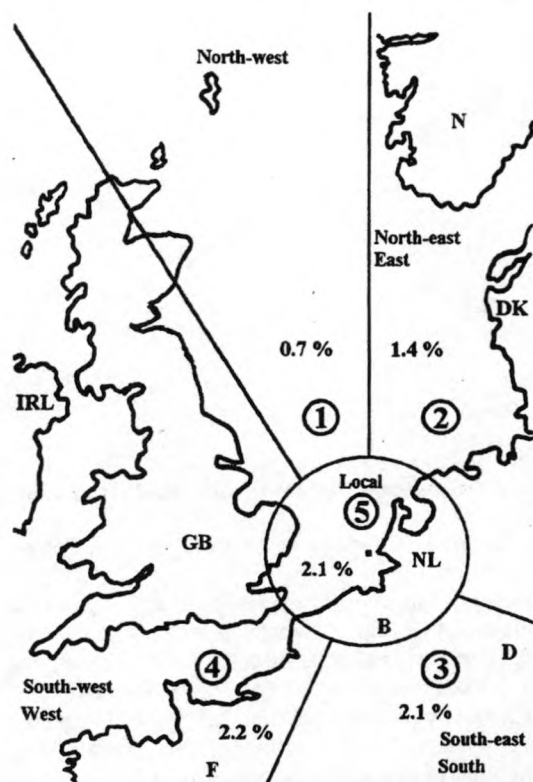 North-west
N
North-east
East
DK
0.7 %
1.4 %
IRL
1
2
Local
5
GB
2.1 %
NL
B
D
4
3
South-west
West
2.2 %
2.1 %
South-east
South
F